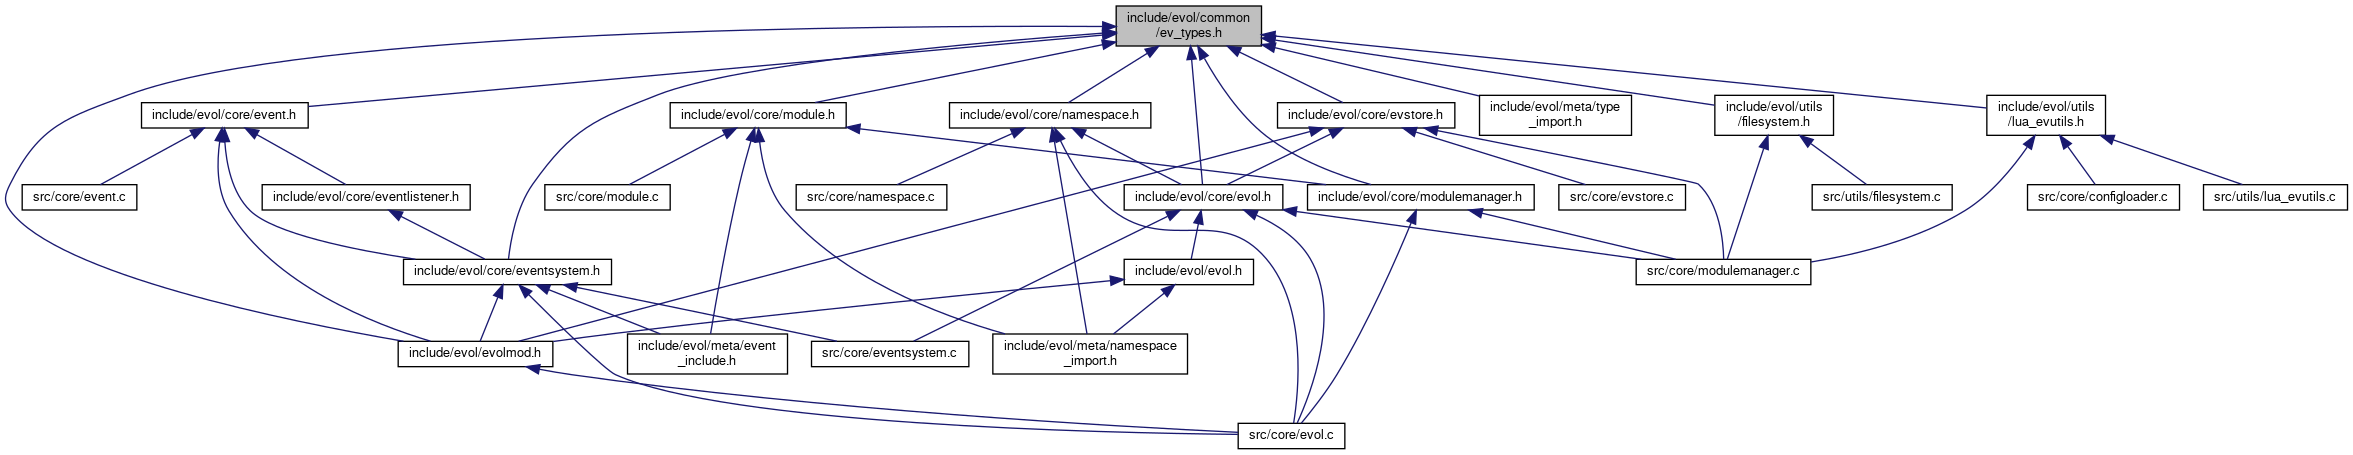 include/evol/common
/ev_types.h
include/evol/core/event.h
include/evol/core/module.h
include/evol/core/namespace.h
include/evol/core/evstore.h
include/evol/meta/type
_import.h
include/evol/utils
/filesystem.h
include/evol/utils
/lua_evutils.h
src/core/event.c
include/evol/core/eventlistener.h
src/core/module.c
src/core/namespace.c
include/evol/core/evol.h
include/evol/core/modulemanager.h
src/core/evstore.c
src/utils/filesystem.c
src/core/configloader.c
src/utils/lua_evutils.c
include/evol/core/eventsystem.h
include/evol/evol.h
src/core/modulemanager.c
include/evol/evolmod.h
include/evol/meta/event
_include.h
src/core/eventsystem.c
include/evol/meta/namespace
_import.h
src/core/evol.c